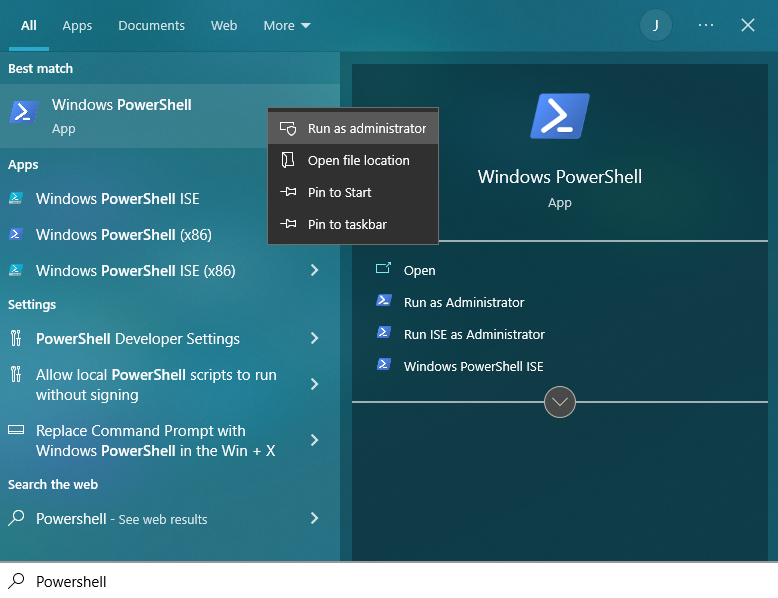 All Apps Documents Web More J ...
Best match
Windows PowerShell
App
Run as administrator
Open file location
Pin to Start
Pin to taskbar
Apps
Windows PowerShell ISE
Windows PowerShell (x86)
Windows PowerShell ISE (x86)
Settings
PowerShell Developer Settings
Allow local PowerShell scripts to run
without signing
Replace Command Prompt with
Windows PowerShell in the Win + X
Search the web
Powershell - See web results
Windows PowerShell
App
Open
Run as Administrator
Run ISE as Administrator
Windows PowerShell ISE
Powershell